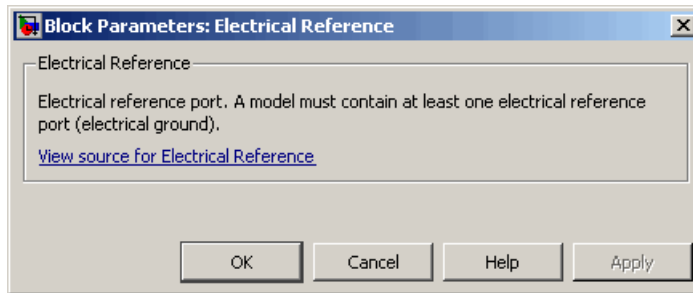 Block Parameters: Electrical Reference
Electrical Reference
Electrical reference port. A model must contain at least one electrical reference
port (electrical ground).
View source for Electrical Reference
OK Cancel Help Apply